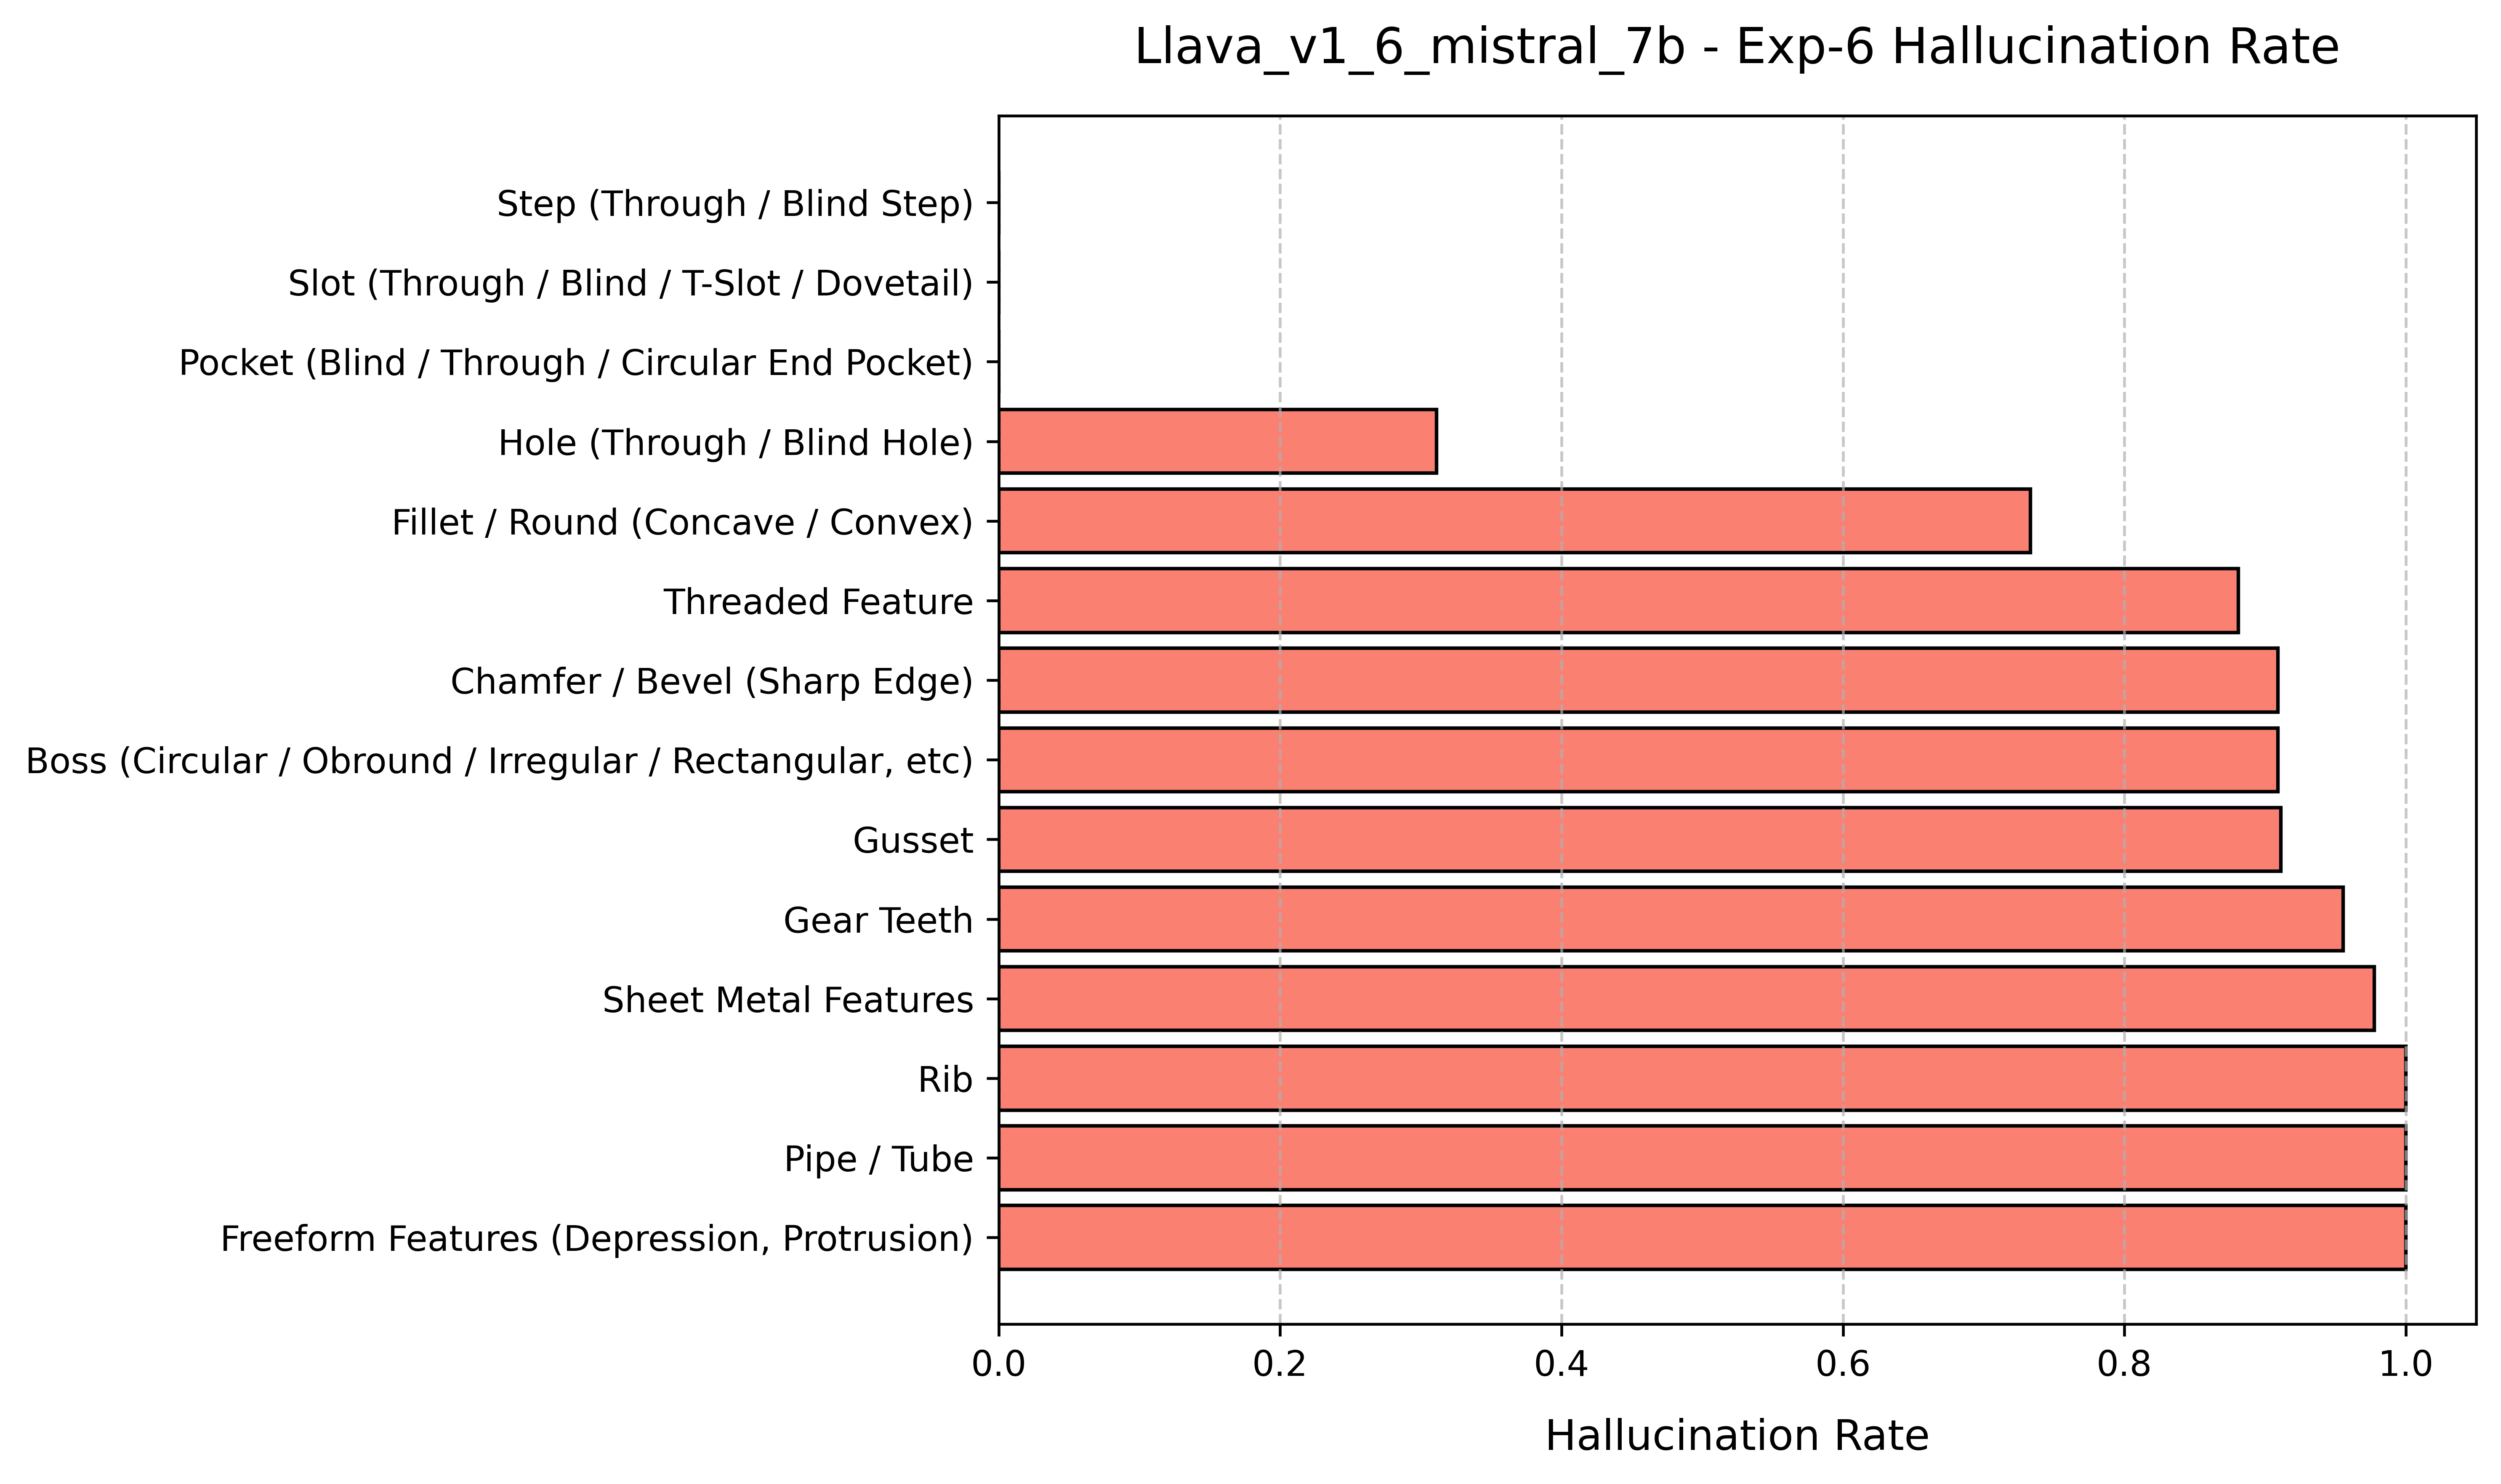 Llava_v1_6_mistral_7b - Exp-6 Hallucination Rate
Step (Through / Blind Step)
Slot (Through / Blind / T-Slot / Dovetail)
Pocket (Blind / Through / Circular End Pocket)
Hole (Through / Blind Hole)
Fillet / Round (Concave / Convex)
Threaded Feature
Chamfer / Bevel (Sharp Edge)
Boss (Circular / Obround / Irregular / Rectangular, etc)
Gusset
Gear Teeth
Sheet Metal Features
Rib
Pipe / Tube
Freeform Features (Depression, Protrusion)
0.0 0.2 0.4 0.6 0.8 1.0
Hallucination Rate